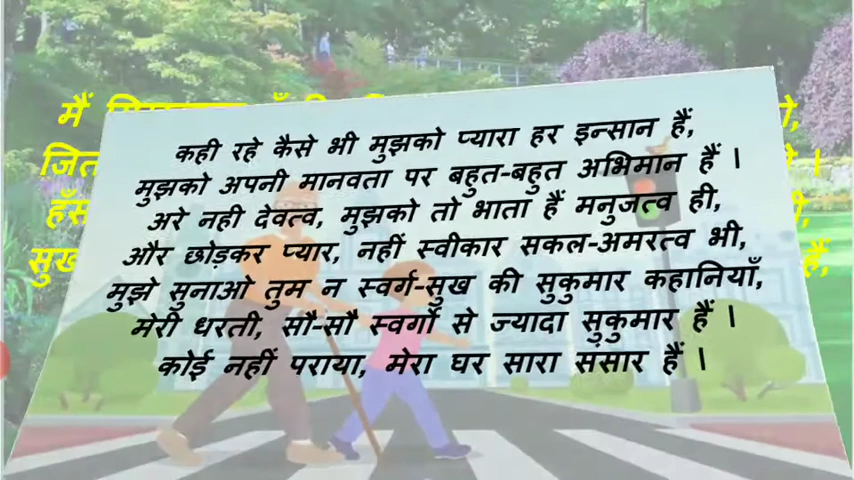 कही रहे कैसे भी मुझको प्यारा हर इन्सान हैं,
मुझको अपनी मानवता पर बहुत-बहुत अभिमान हैं ।
अरे नही देवत्व, मुझको तो भाता हैं मनुजत्व ही,
और छोड़कर प्यार, नहीं स्वीकार सकल-अमरत्व भी,
मुझे सुनाओ तुम न स्वर्ग-सुख की सुकुमार कहानियाँ,
मेरी धरती, सौ-सौ स्वर्गो से ज्यादा सुकुमार हैं ।
कोई नहीं पराया, मेरा घर सारा संसार हैं ।
मैं